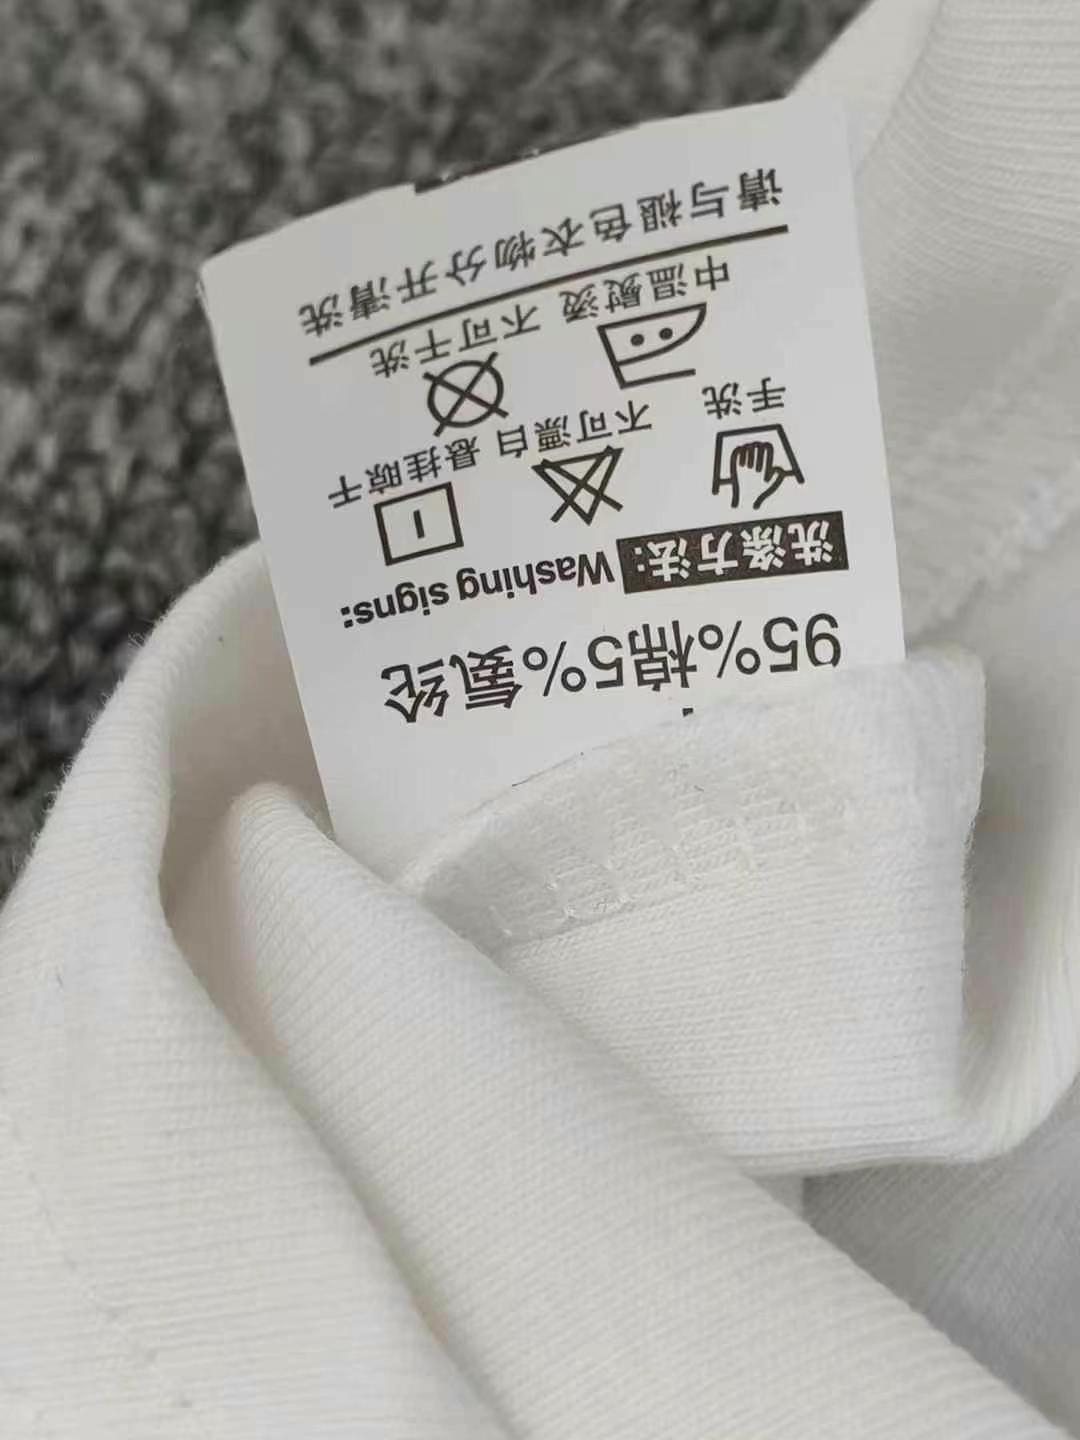 95%棉5%氨纶
洗涤方法: Washing signs:
手洗 不可漂白 悬挂晾干
中温熨烫 不可干洗
请与褪色衣物分开清洗